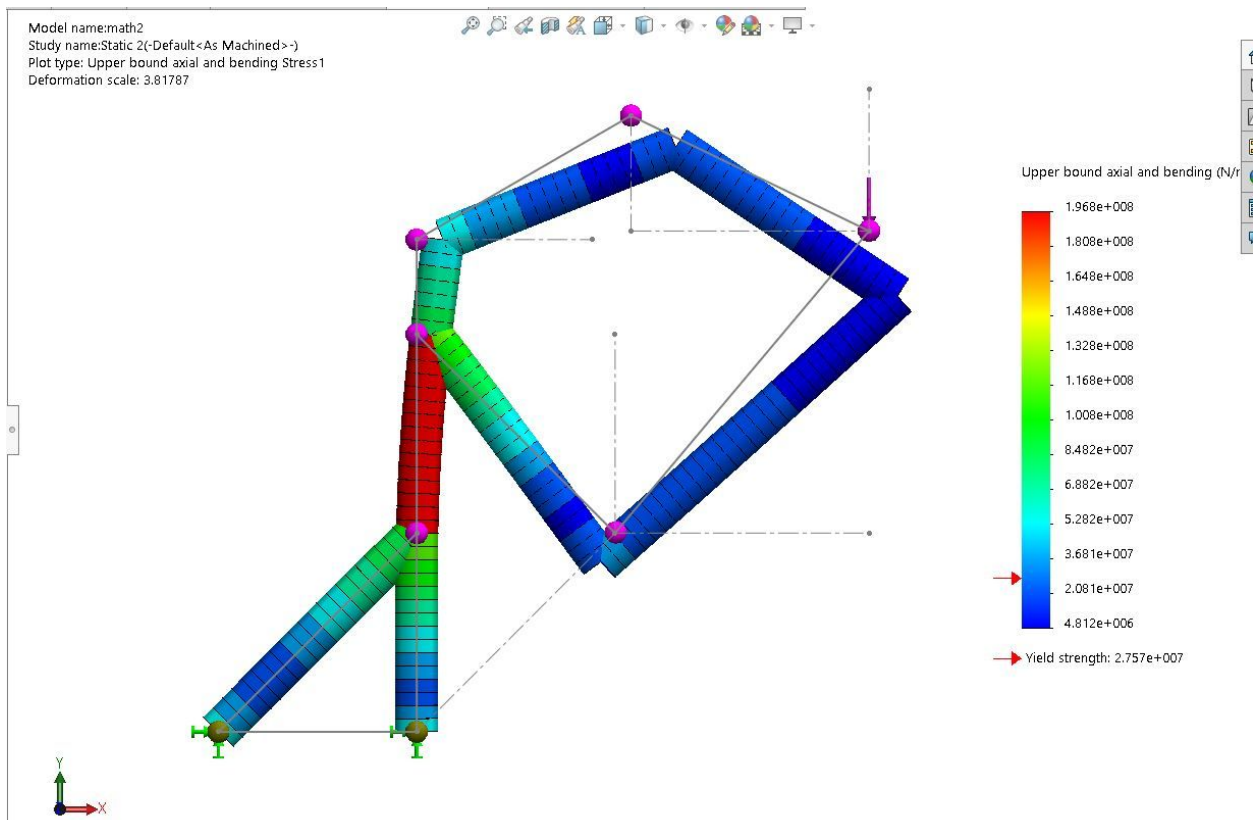 Model name:math2
Study name:Static 2(-Default<As Machined>-)
Plot type: Upper bound axial and bending Stress1
Deformation scale: 3.81787
Upper bound axial and bending (N/
1.968e+008
1.808e+008
1.648e+008
1.488e+008
1.328e+008
1.168e+008
1.008e+008
8.482e+007
6.882e+007
5.282e+007
3.681e+007
2.081e+007
4.812e+006
Yield strength: 2.757e+007
Y
X